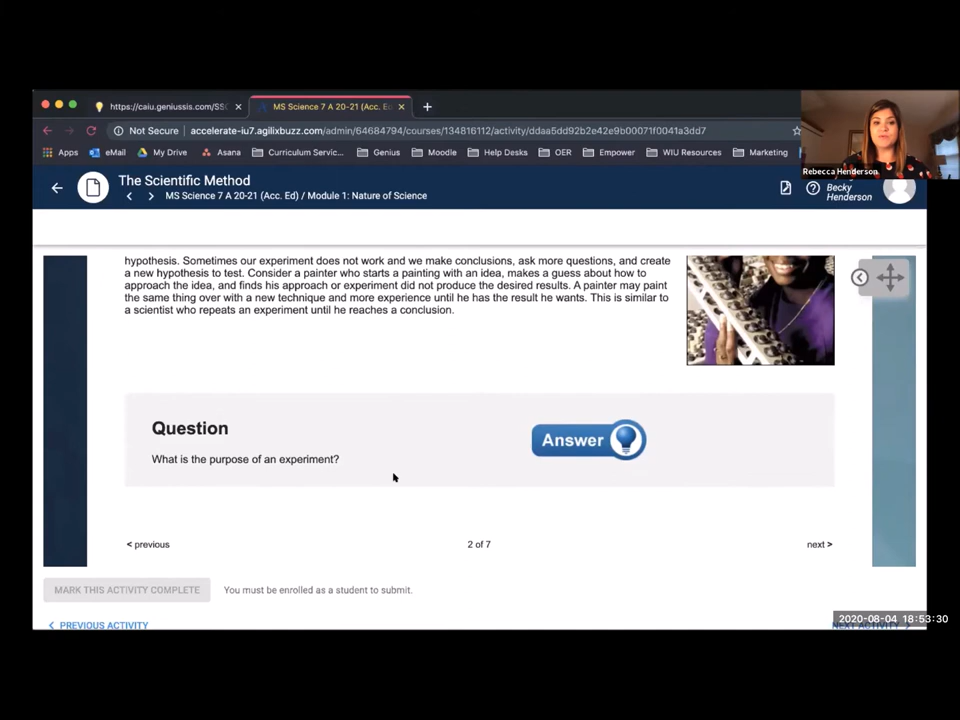 https://caiu.geniussis.com/SSC
MS Science 7 A 20-21 (Acc. Ed
Not Secure accelerate-iu7.agilixbuzz.com/admin/64684794/courses/134816112/activity/ddaa5dd92b2e42e9b00071f0041a3dd7
Apps eMail My Drive Asana Curriculum Servic... Genius Moodle Help Desks OER Empower WIU Resources Marketing
Rebecca Henderson
The Scientific Method
MS Science 7 A 20-21 (Acc. Ed) / Module 1: Nature of Science
Becky
Henderson
hypothesis. Sometimes our experiment does not work and we make conclusions, ask more questions, and create
a new hypothesis to test. Consider a painter who starts a painting with an idea, makes a guess about how to
approach the idea, and finds his approach or experiment did not produce the desired results. A painter may paint
the same thing over with a new technique and more experience until he has the result he wants. This is similar to
a scientist who repeats an experiment until he reaches a conclusion.
Question
Answer
What is the purpose of an experiment?
< previous
2 of 7
next >
MARK THIS ACTIVITY COMPLETE
You must be enrolled as a student to submit.
PREVIOUS ACTIVITY
2020-08-04 18:53:30